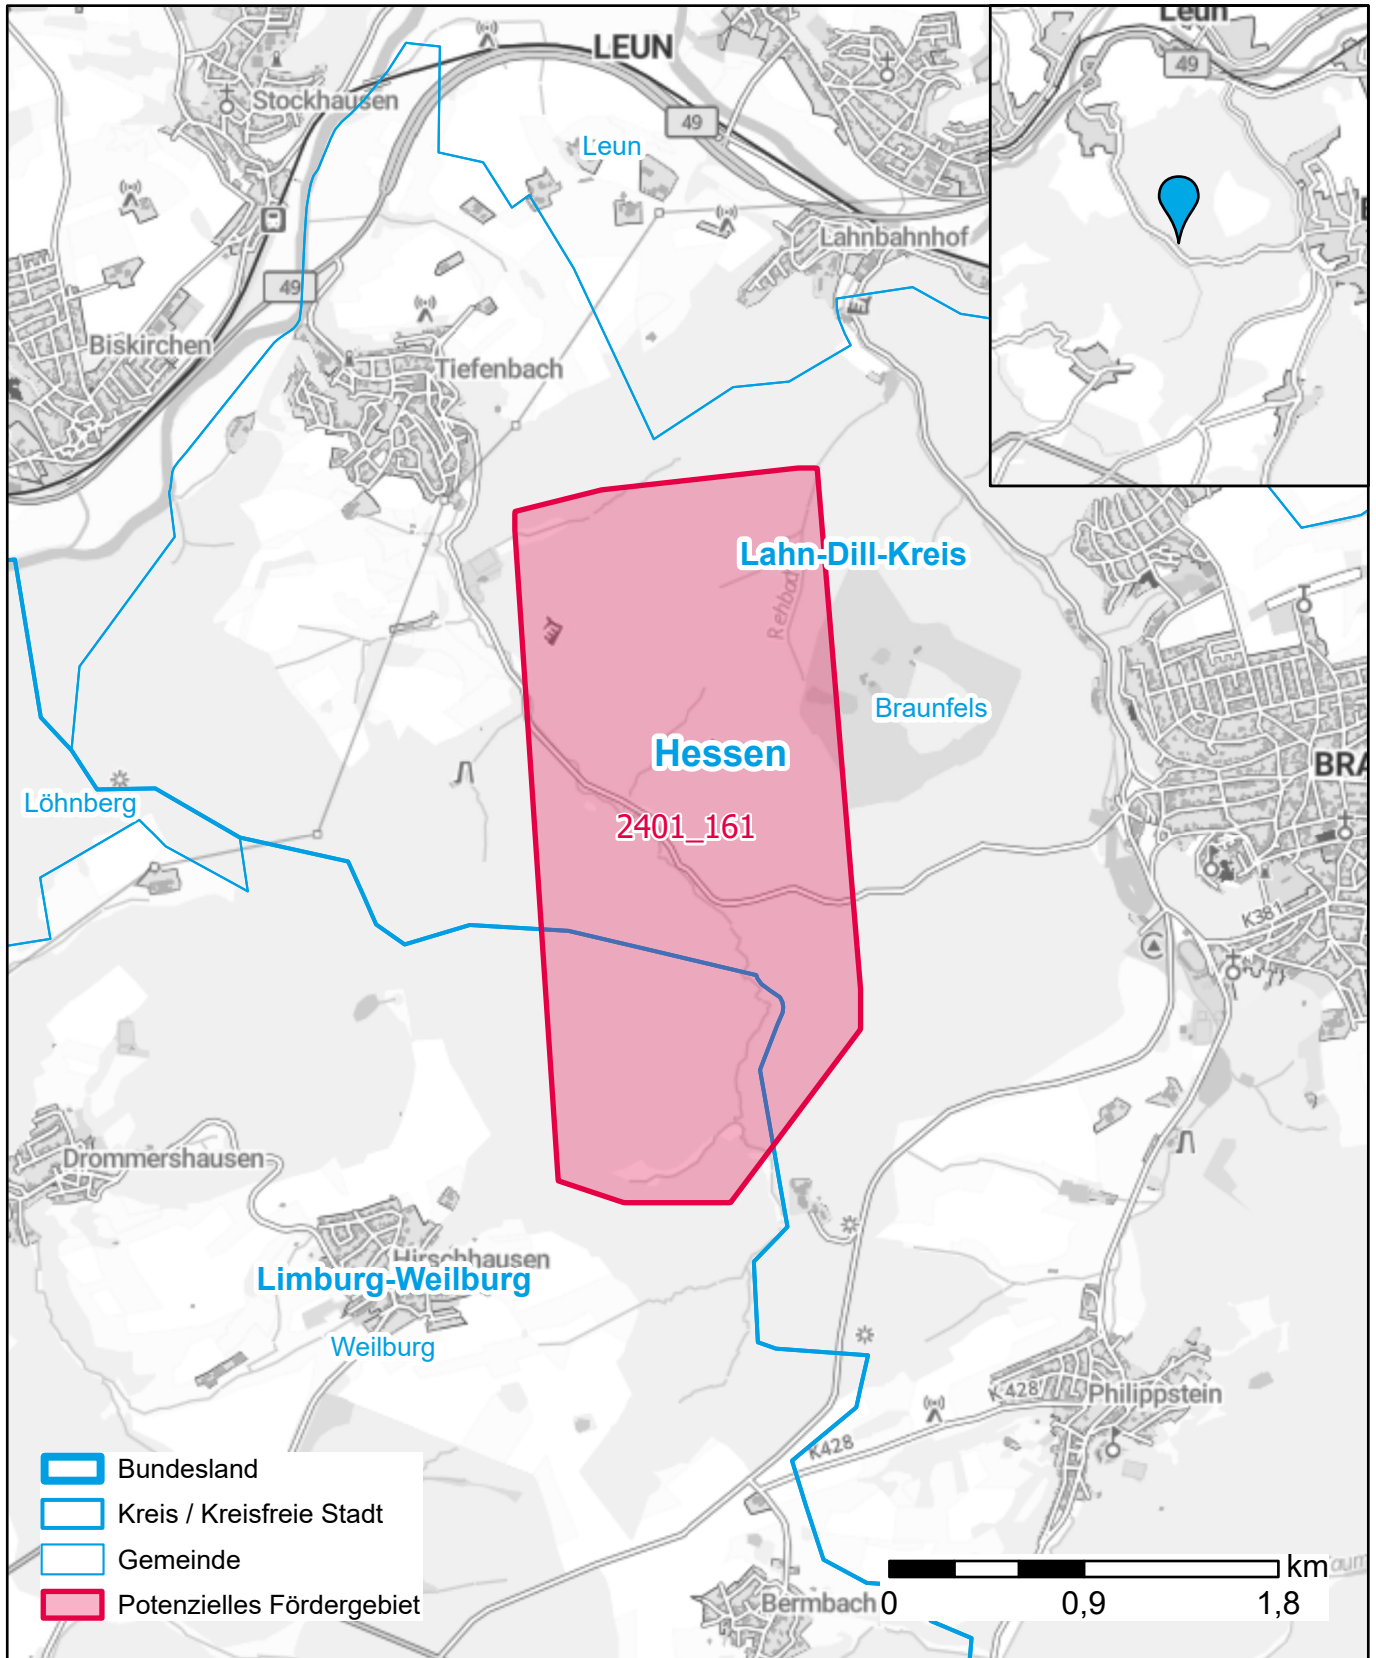 LEUN
Leun
49
Stockhausen
49
Leun
Lahnbahnhof
49
Biskirchen
Tiefenbach
Lahn-Dill-Kreis
Rehbach
Braunfels
Hessen
BRA
Löhnberg
2401_161
K381
Drommershausen
Hirschhausen
Limburg-Weilburg
Weilburg
K 428
Philippstein
K428
Bundesland
Kreis / Kreisfreie Stadt
Gemeinde
Potenzielles Fördergebiet
Bermbach
km
0 0,9 1,8